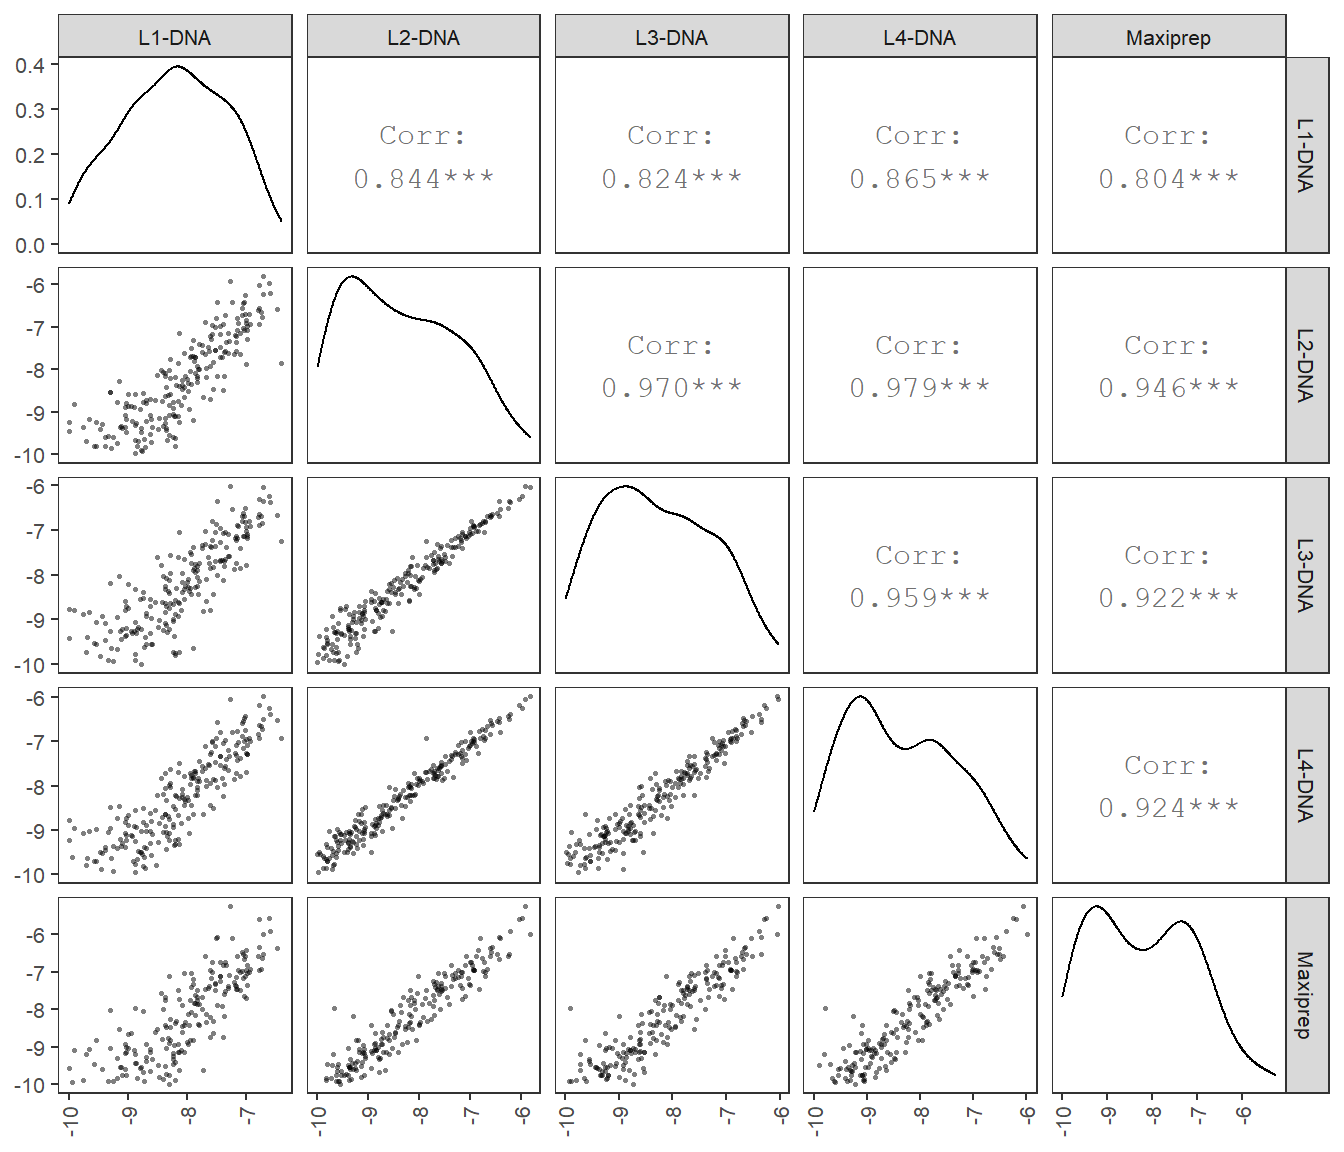 L1-DNA L2-DNA L3-DNA L4-DNA Maxiprep
0.4
0.3
0.2
0.1
0.0
Corr: Corr: Corr: Corr:
0.844*** 0.824*** 0.865*** 0.804***
L1-DNA
-6
-7
-8
-9
-10
Corr: Corr: Corr:
0.970*** 0.979*** 0.946***
L2-DNA
-6
-7
-8
-9
-10
Corr: Corr:
0.959*** 0.922***
L3-DNA
-6
-7
-8
-9
-10
Corr:
0.924***
L4-DNA
-6
-7
-8
-9
-10
Maxiprep
-10 -9 -8 -7 -10 -9 -8 -7 -6 -10 -9 -8 -7 -6 -10 -9 -8 -7 -6 -10 -9 -8 -7 -6